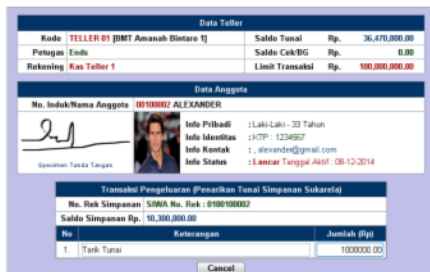 Data Teller
Kode TELLER 01 [BMT Amanah Bintaro 1] Saldo Tunai Rp. 36,470,000.00
Petugas Ends Saldo Cek/BG Rp. 0.00
Rekening Kas Teller 1 Limit Transaksi Rp. 100,000,000.00
Data Anggota
No. Induk/Nama Anggota 00100002 ALEXANDER
Info Pribadi : Laki-Laki - 33 Tahun
Info Identitas : KTP : 1234567
Info Kontak : , alexander@gmail.com
Info Status : Lancar Tanggal Aktif : 08-12-2014
Specimen Tanda Tangan
Transaksi Pengeluaran (Penarikan Tunai Simpanan Sukarela)
No. Rek Simpanan SIWA No. Rek : 0100100002
Saldo Simpanan Rp. 10,300,000.00
No Keterangan Jumlah (Rp)
1. Tarik Tunai 1000000.00
Cancel